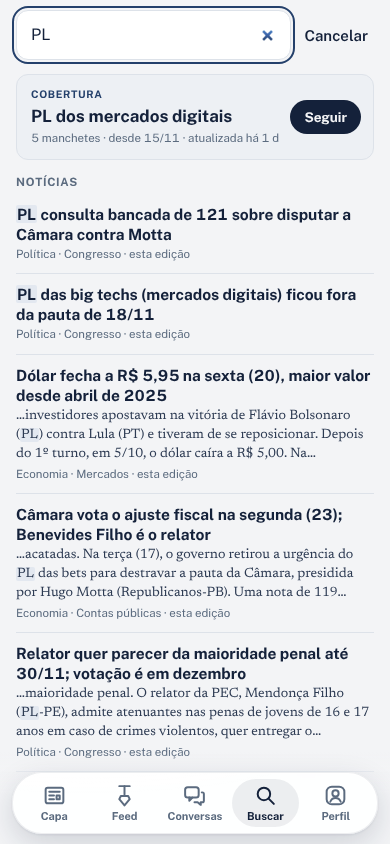 PL
Cancelar
COBERTURA
PL dos mercados digitais
5 manchetes · desde 15/11 · atualizada há 1 d
Seguir
NOTÍCIAS
PL consulta bancada de 121 sobre disputar a
Câmara contra Motta
Política · Congresso · esta edição
PL das big techs (mercados digitais) ficou fora
da pauta de 18/11
Política · Congresso · esta edição
Dólar fecha a R$ 5,95 na sexta (20), maior valor
desde abril de 2025
...investidores apostavam na vitória de Flávio Bolsonaro
(PL) contra Lula (PT) e tiveram de se reposicionar. Depois
do 1º turno, em 5/10, o dólar caíra a R$ 5,00. Na...
Economia · Mercados · esta edição
Câmara vota o ajuste fiscal na segunda (23);
Benevides Filho é o relator
...acatadas. Na terça (17), o governo retirou a urgência do
PL das bets para destravar a pauta da Câmara, presidida
por Hugo Motta (Republicanos-PB). Uma nota de 119...
Economia · Contas públicas · esta edição
Relator quer parecer da maioridade penal até
30/11; votação é em dezembro
...maioridade penal. O relator da PEC, Mendonça Filho
(PL-PE), admite atenuantes nas penas de jovens de 16 e 17
anos em caso de crimes violentos, quer entregar o...
Política · Congresso · esta edição
Capa
Feed
Conversas
Buscar
Perfil